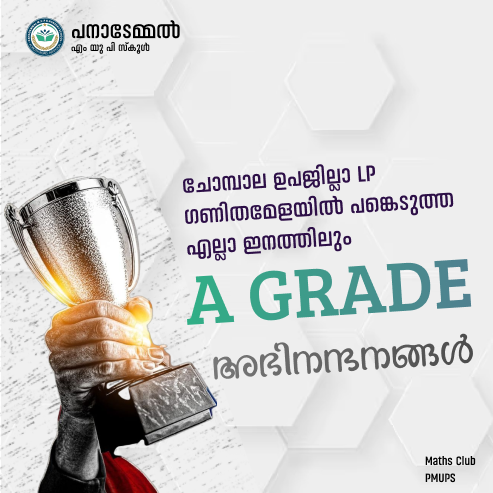 പനാടേമ്മൽ
എം യു പി സ്കൂൾ
ചോമ്പാല ഉപജില്ലാ LP
ഗണിതമേളയിൽ പങ്കെടുത്ത
എല്ലാ ഇനത്തിലും
A GRADE
അഭിനന്ദനങ്ങൾ
Maths Club
PMUPS